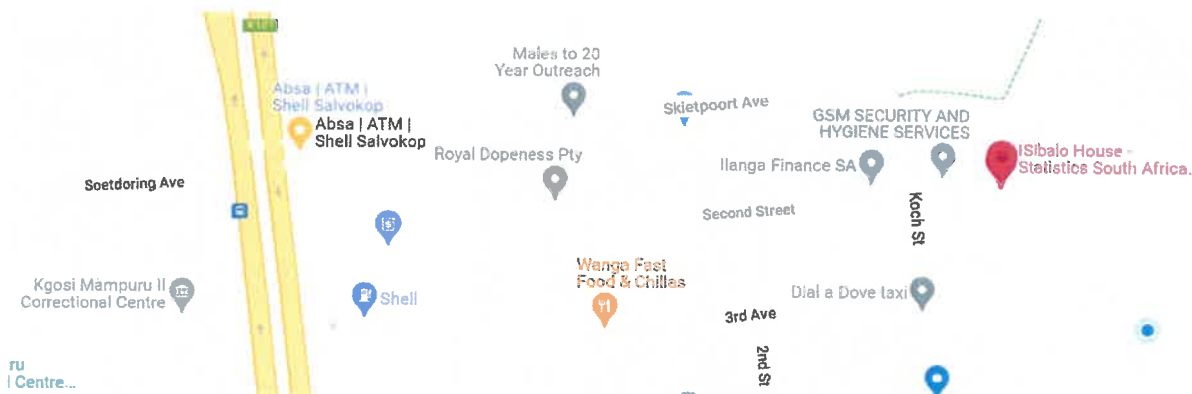 Males to 20
Year Outreach
Absa | ATM |
Shell Salvokop
Absa | ATM |
Shell Salvokop
Skietpoort Ave
GSM SECURITY AND
HYGIENE SERVICES
Royal Dopeness Pty
Ilanga Finance SA
ISibalo House -
Statistics South Africa.
Soetdoring Ave
Second Street
Koch St
Wanga Fast
Food & Chillas
Kgosi Mampuru II
Correctional Centre
Shell
Dial a Dove taxi
3rd Ave
2nd St
ru
l Centre...